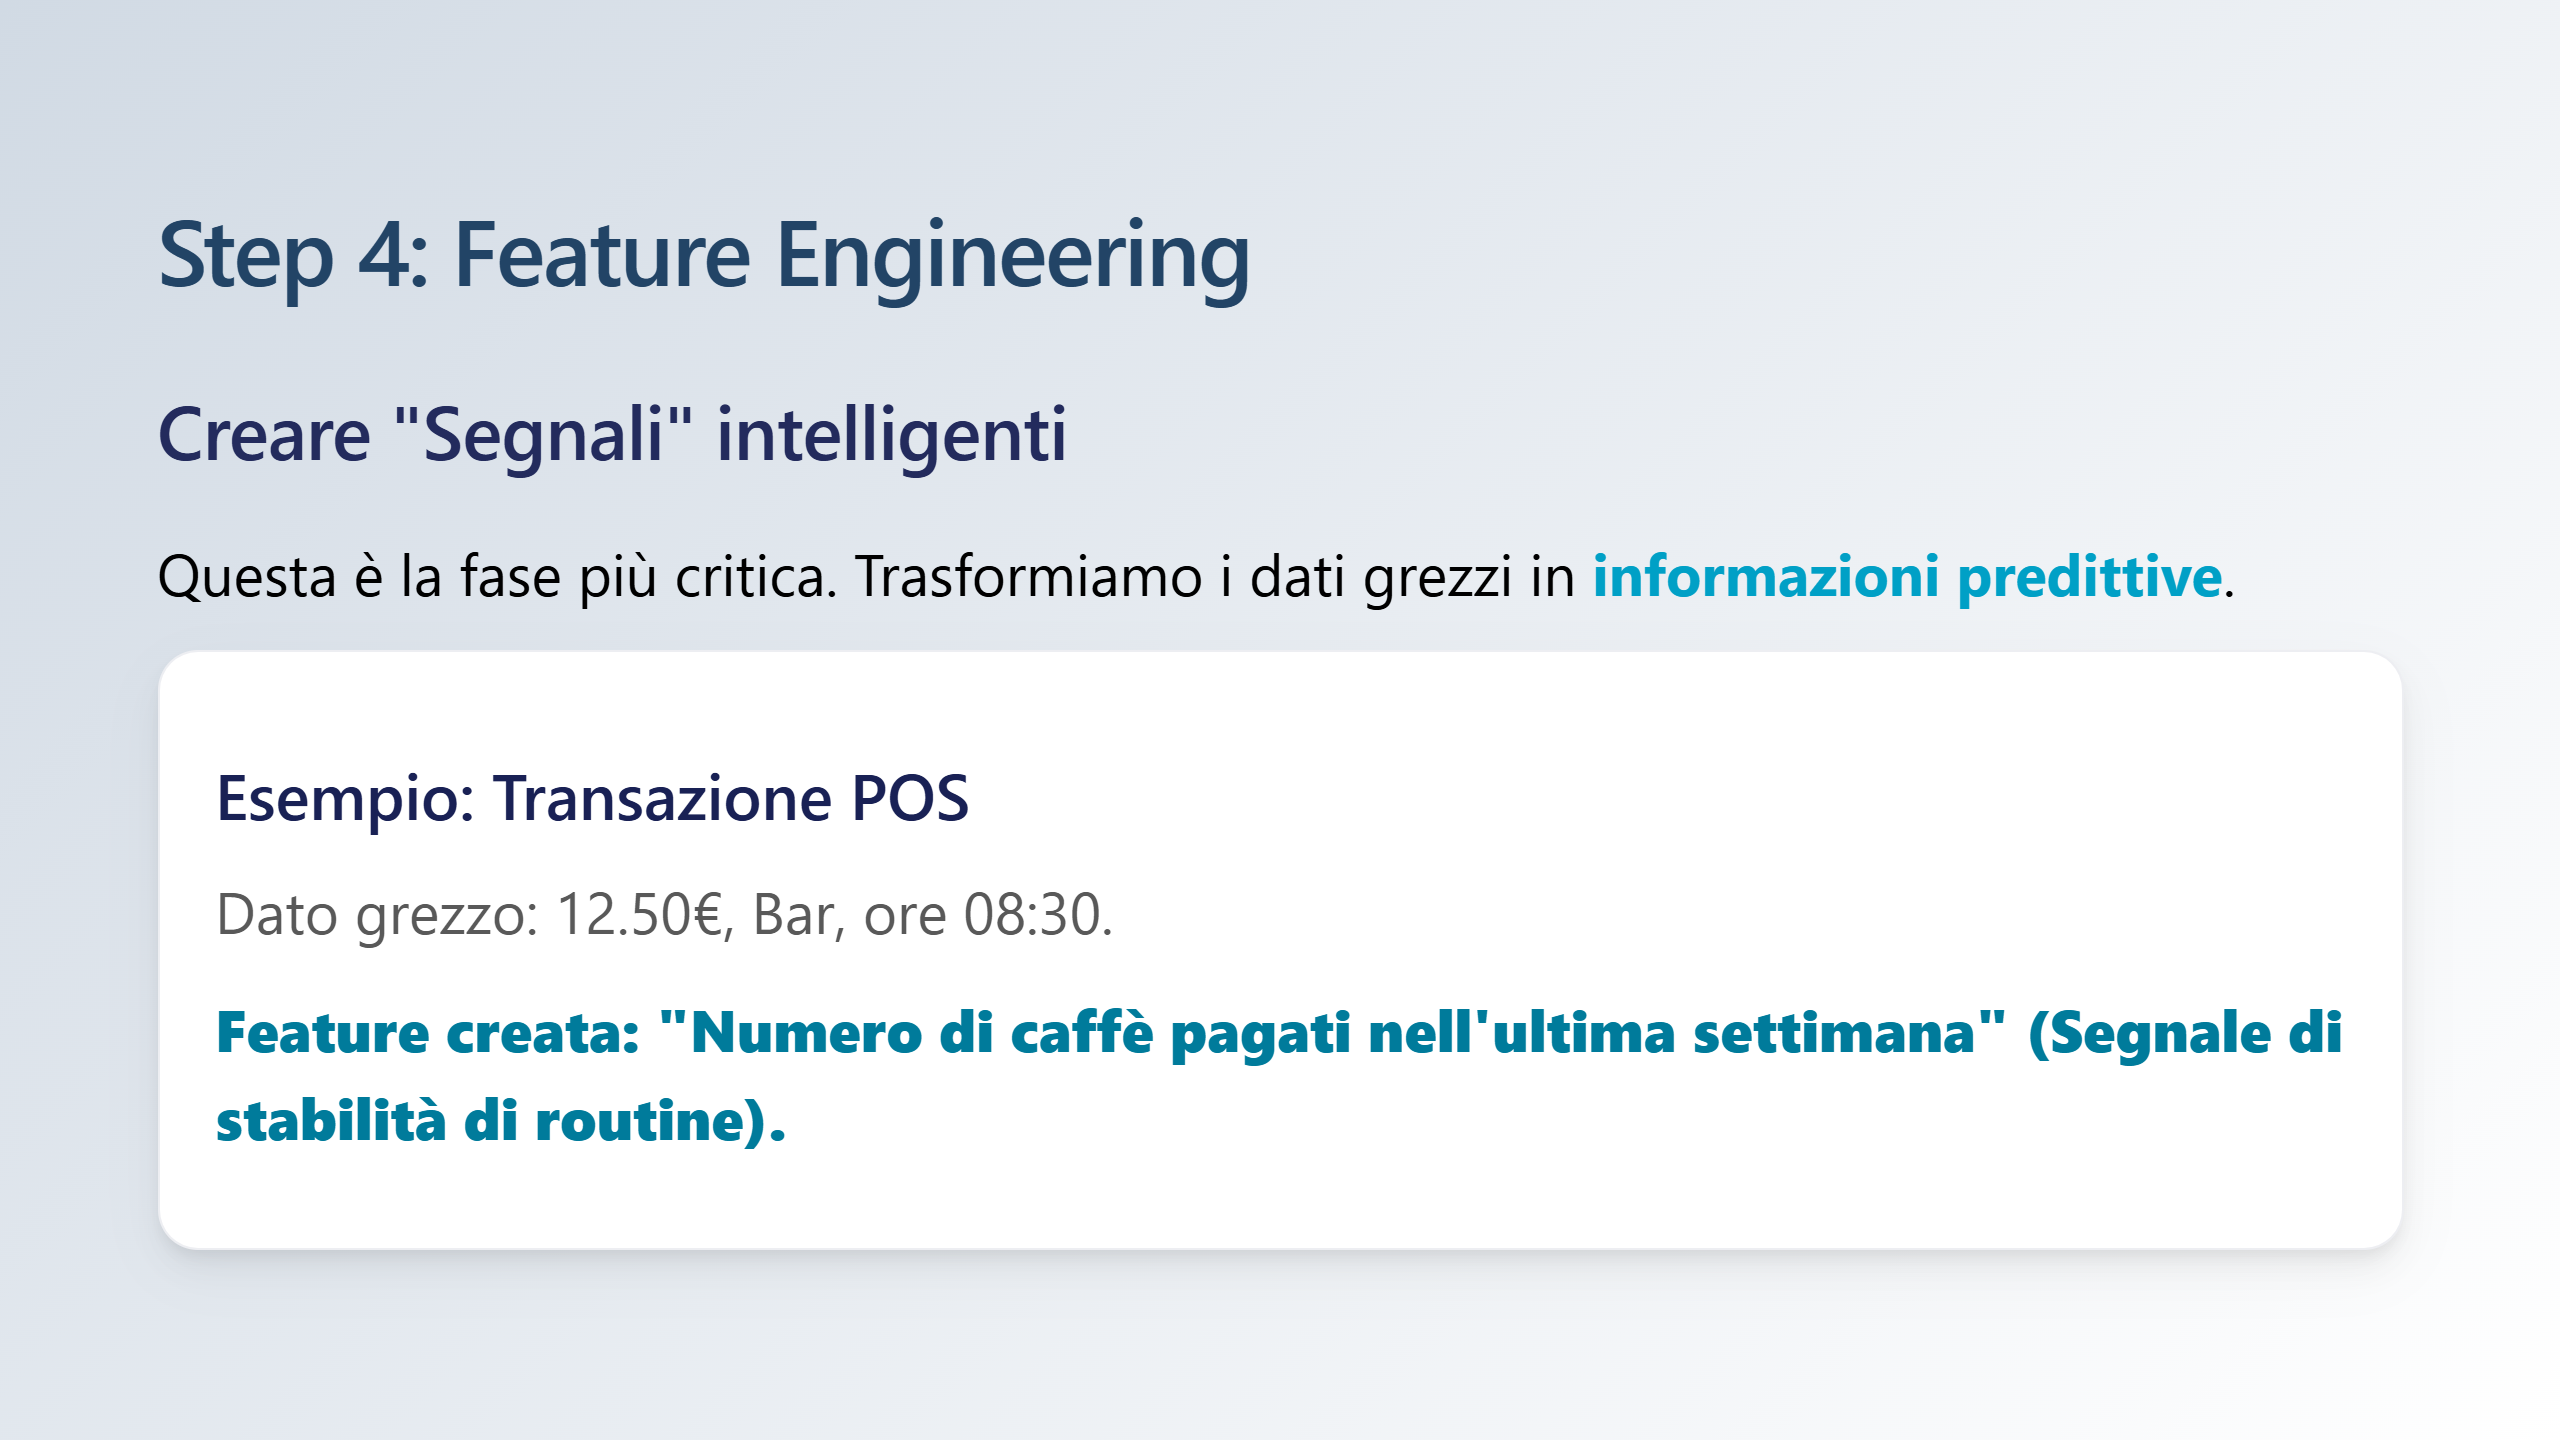 Step 4: Feature Engineering
Creare "Segnali" intelligenti
Questa è la fase più critica. Trasformiamo i dati grezzi in informazioni predittive.
Esempio: Transazione POS
Dato grezzo: 12.50€, Bar, ore 08:30.
Feature creata: "Numero di caffè pagati nell'ultima settimana" (Segnale di
stabilità di routine).